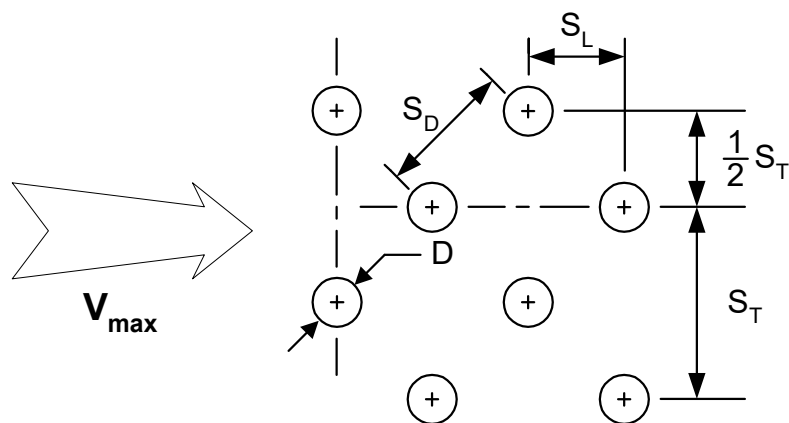 S_L
S_D
1/2 S_T
D
V_max
S_T